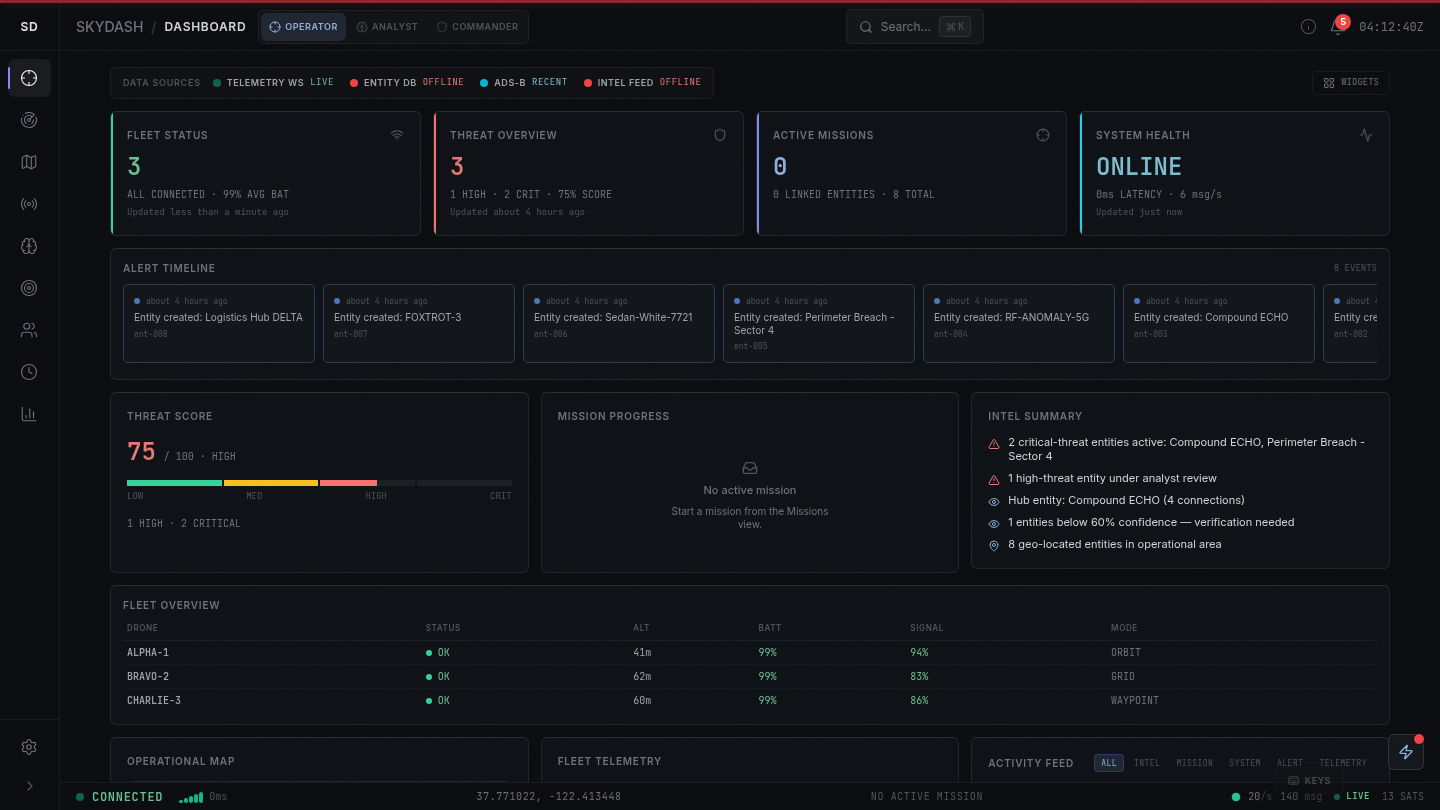 SD
SKYDASH / DASHBOARD
OPERATOR
ANALYST
COMMANDER
Search...
⌘K
5
04:12:40Z
DATA SOURCES
TELEMETRY WS LIVE
ENTITY DB OFFLINE
ADS-B RECENT
INTEL FEED OFFLINE
WIDGETS
FLEET STATUS
3
ALL CONNECTED · 99% AVG BAT
Updated less than a minute ago
THREAT OVERVIEW
3
1 HIGH · 2 CRIT · 75% SCORE
Updated about 4 hours ago
ACTIVE MISSIONS
0
0 LINKED ENTITIES · 8 TOTAL
SYSTEM HEALTH
ONLINE
0ms LATENCY · 6 msg/s
Updated just now
ALERT TIMELINE
8 EVENTS
about 4 hours ago
Entity created: Logistics Hub DELTA
ent-008
about 4 hours ago
Entity created: FOXTROT-3
ent-007
about 4 hours ago
Entity created: Sedan-White-7721
ent-006
about 4 hours ago
Entity created: Perimeter Breach -
Sector 4
ent-005
about 4 hours ago
Entity created: RF-ANOMALY-5G
ent-004
about 4 hours ago
Entity created: Compound ECHO
ent-003
about 4
Entity cre
ent-002
THREAT SCORE
75 / 100 · HIGH
LOW MED HIGH CRIT
1 HIGH · 2 CRITICAL
MISSION PROGRESS
No active mission
Start a mission from the Missions
view.
INTEL SUMMARY
2 critical-threat entities active: Compound ECHO, Perimeter Breach -
Sector 4
1 high-threat entity under analyst review
Hub entity: Compound ECHO (4 connections)
1 entities below 60% confidence — verification needed
8 geo-located entities in operational area
FLEET OVERVIEW
DRONE STATUS ALT BATT SIGNAL MODE
ALPHA-1 OK 41m 99% 94% ORBIT
BRAVO-2 OK 62m 99% 83% GRID
CHARLIE-3 OK 60m 99% 86% WAYPOINT
OPERATIONAL MAP
FLEET TELEMETRY
ACTIVITY FEED
ALL INTEL MISSION SYSTEM ALERT TELEMETRY
KEYS
CONNECTED
0ms
37.771022, -122.413448
NO ACTIVE MISSION
20/s 140 msg
LIVE
13 SATS